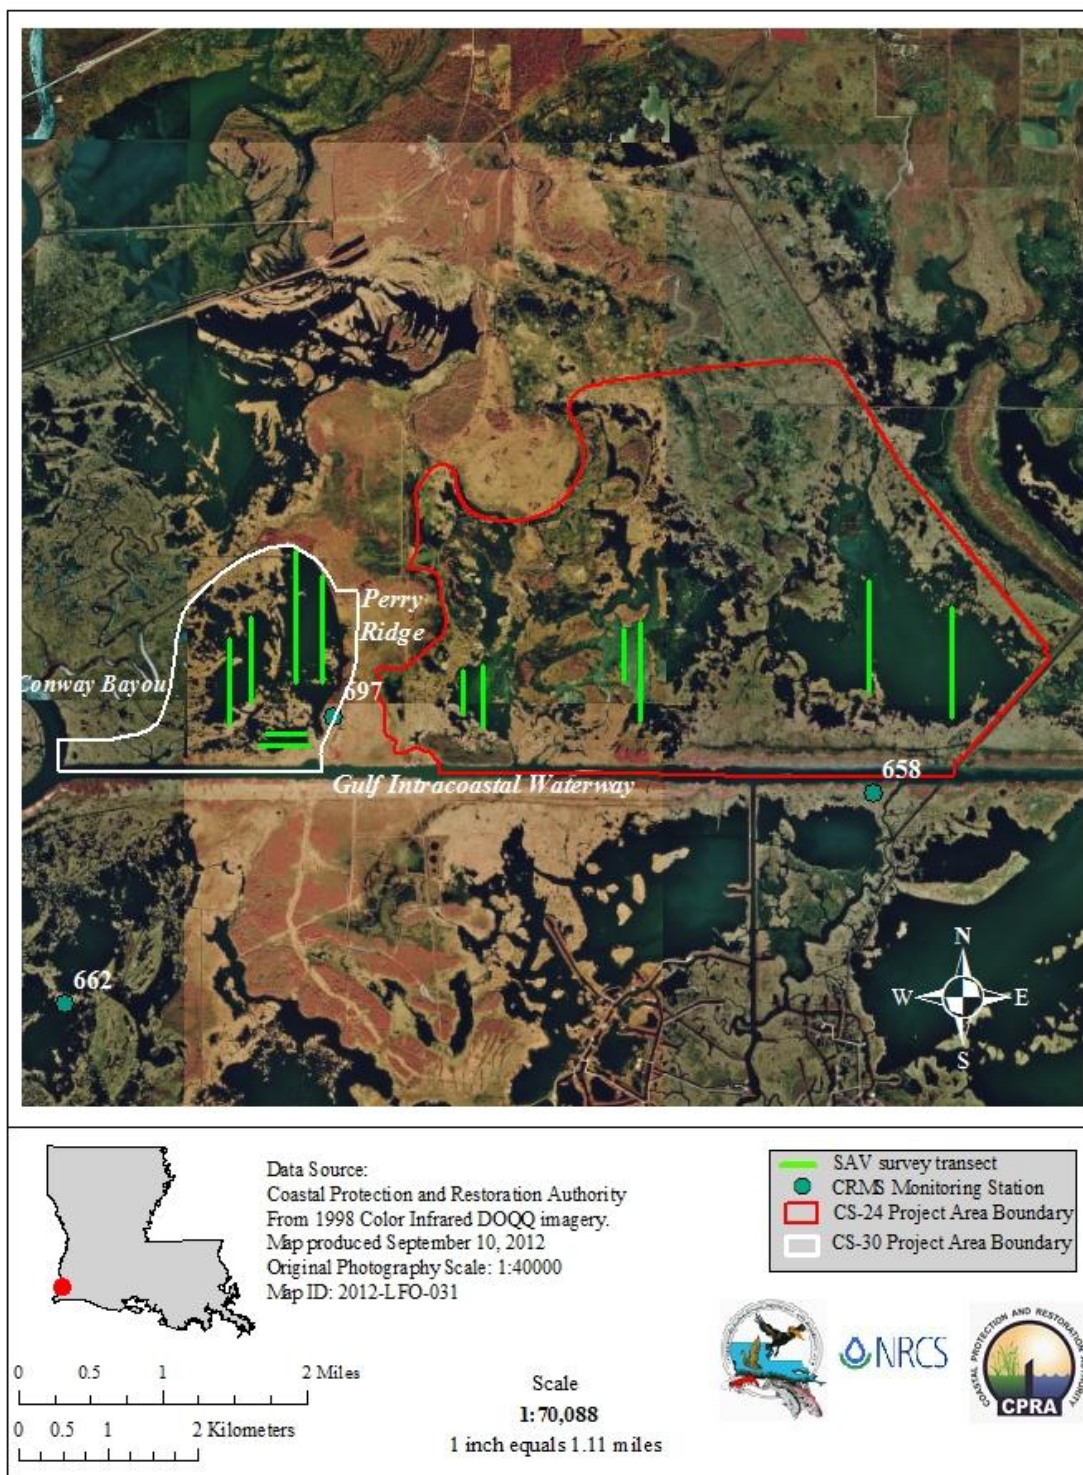 Perry
Ridge
Conway Bayou
697
658
Gulf Intracoastal Waterway
662
N
W
E
S
Data Source:
Coastal Protection and Restoration Authority
From 1998 Color Infrared DOQQ imagery.
Map produced September 10, 2012
Original Photography Scale: 1:40000
Map ID: 2012-LFO-031
SAV survey transect
CRMS Monitoring Station
CS-24 Project Area Boundary
CS-30 Project Area Boundary
0 0.5 1 2 Miles
0 0.5 1 2 Kilometers
Scale
1:70,088
1 inch equals 1.11 miles
NRCS
COASTAL PROTECTION AND RESTORATION AUTHORITY
CPRA